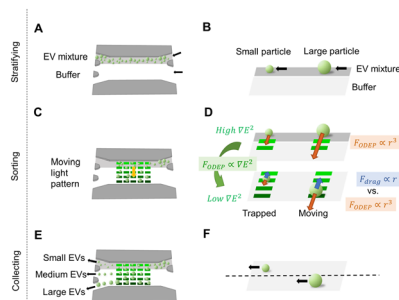 Stratifying
A
EV mixture
Buffer
B
Small particle
Large particle
EV mixture
Buffer
Sorting
C
Moving
light
pattern
D
High ∇E²
F_ODEP ∝ ∇E²
Low ∇E²
F_ODEP ∝ r³
F_drag ∝ r
vs.
F_ODEP ∝ r³
Trapped
Moving
Collecting
E
Small EVs
Medium EVs
Large EVs
F